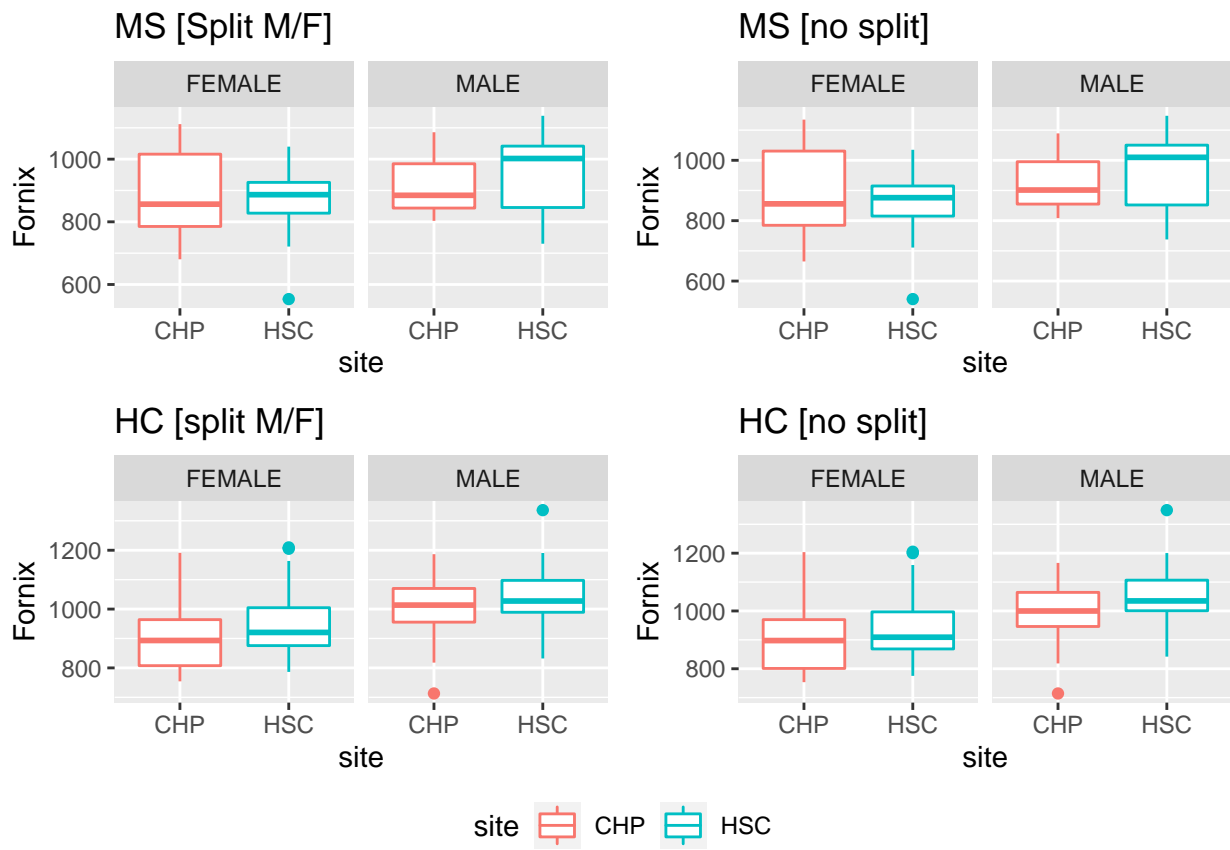 MS [Split M/F]
FEMALE MALE
1000
800
600
Fornix
CHP HSC CHP HSC
site
MS [no split]
FEMALE MALE
1000
800
600
Fornix
CHP HSC CHP HSC
site
HC [split M/F]
FEMALE MALE
1200
1000
800
Fornix
CHP HSC CHP HSC
site
HC [no split]
FEMALE MALE
1200
1000
800
Fornix
CHP HSC CHP HSC
site
site CHP HSC